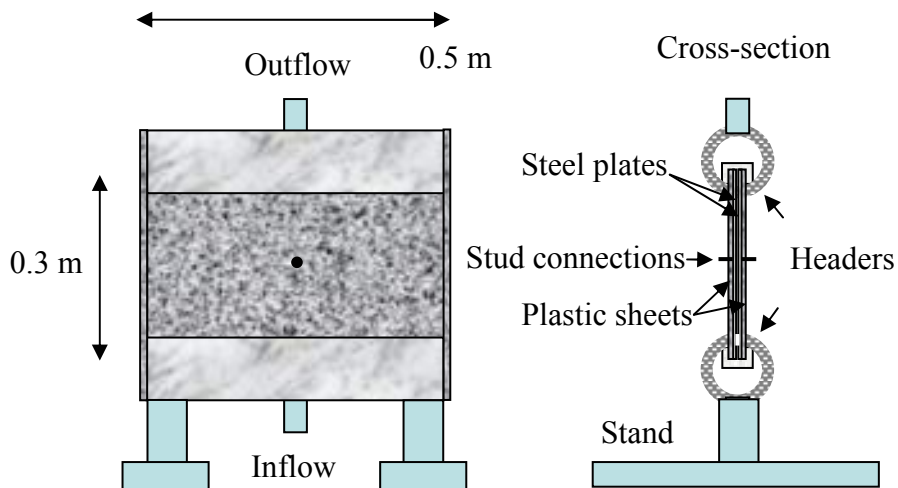 0.5 m
Outflow
0.3 m
Inflow
Cross-section
Steel plates
Stud connections
Headers
Plastic sheets
Stand